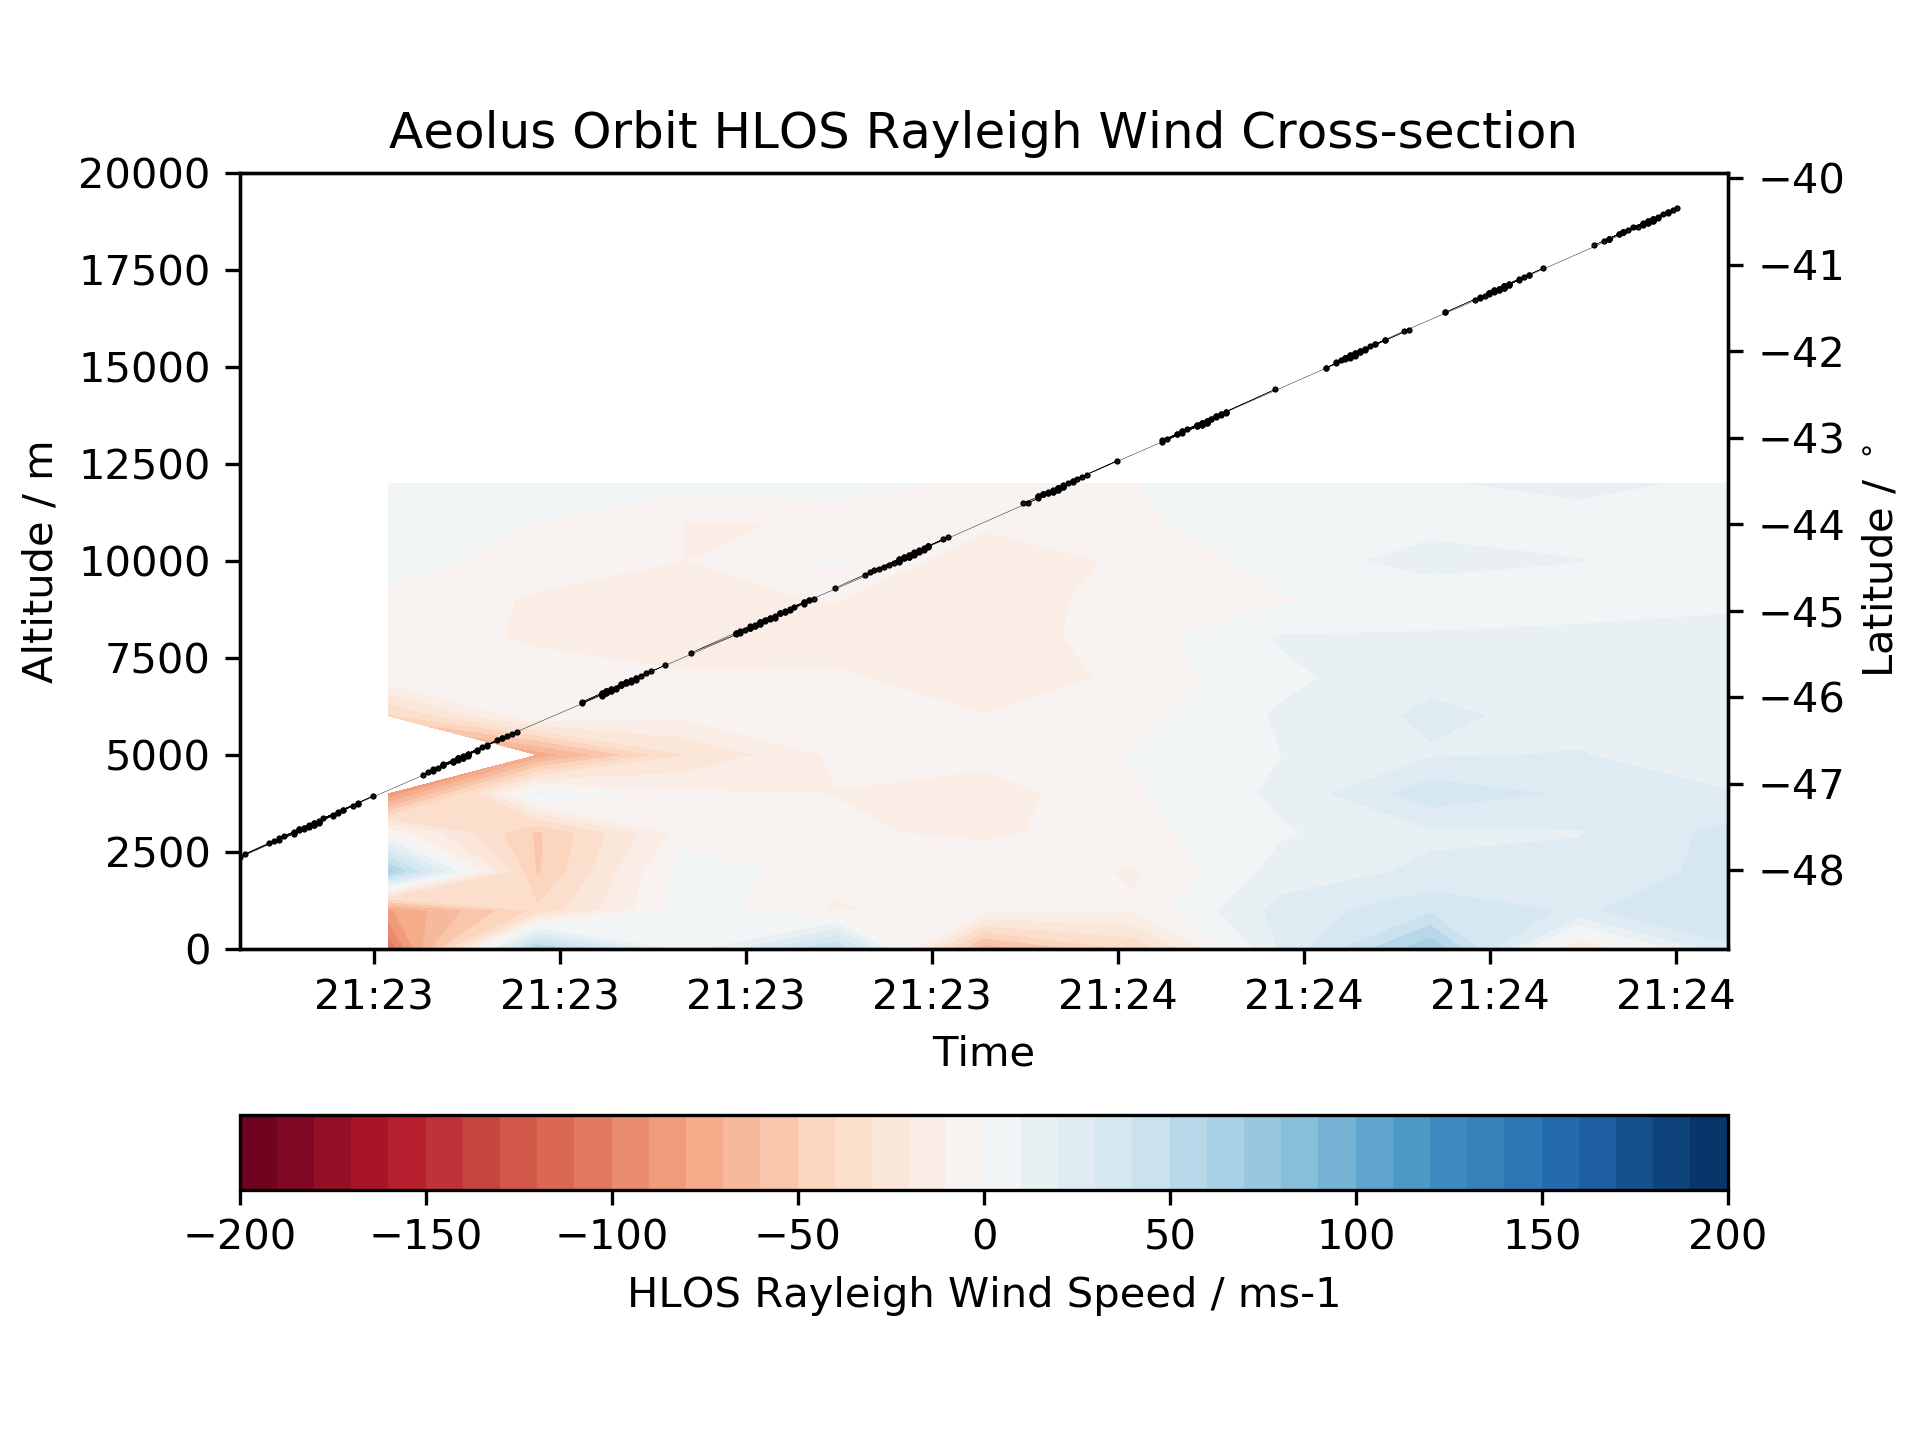 Aeolus Orbit HLOS Rayleigh Wind Cross-section
20000
17500
15000
12500
10000
7500
5000
2500
0
Altitude / m
−40
−41
−42
−43
−44
−45
−46
−47
−48
Latitude / °
21:23 21:23 21:23 21:23 21:24 21:24 21:24 21:24
Time
−200 −150 −100 −50 0 50 100 150 200
HLOS Rayleigh Wind Speed / ms-1